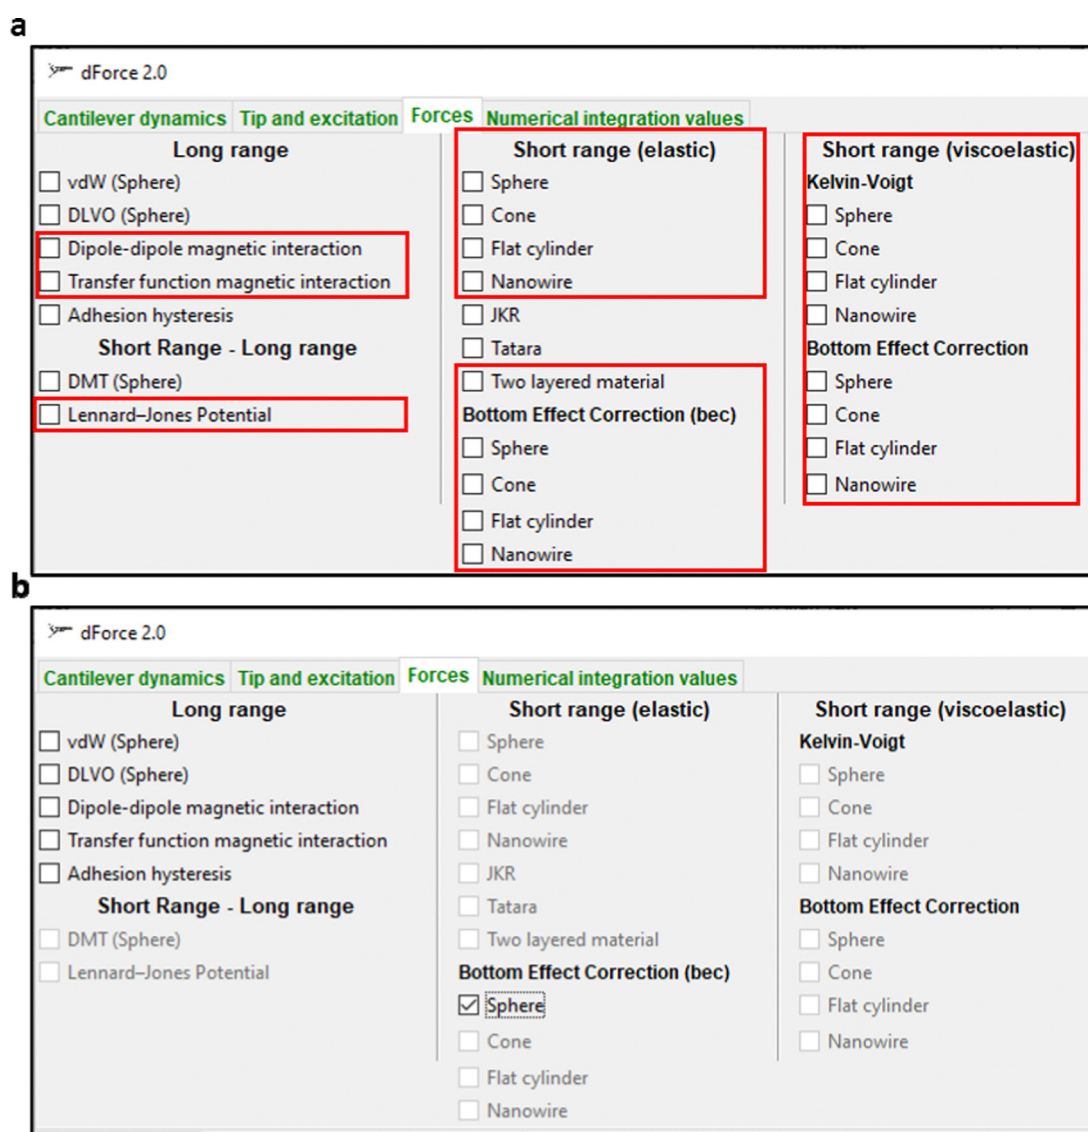 a
dForce 2.0
Cantilever dynamics Tip and excitation Forces Numerical integration values
Long range
vdW (Sphere)
DLVO (Sphere)
Dipole-dipole magnetic interaction
Transfer function magnetic interaction
Adhesion hysteresis
Short Range - Long range
DMT (Sphere)
Lennard–Jones Potential
Short range (elastic)
Sphere
Cone
Flat cylinder
Nanowire
JKR
Tatara
Two layered material
Bottom Effect Correction (bec)
Sphere
Cone
Flat cylinder
Nanowire
Short range (viscoelastic)
Kelvin-Voigt
Sphere
Cone
Flat cylinder
Nanowire
Bottom Effect Correction
Sphere
Cone
Flat cylinder
Nanowire
b
dForce 2.0
Cantilever dynamics Tip and excitation Forces Numerical integration values
Long range
vdW (Sphere)
DLVO (Sphere)
Dipole-dipole magnetic interaction
Transfer function magnetic interaction
Adhesion hysteresis
Short Range - Long range
DMT (Sphere)
Lennard–Jones Potential
Short range (elastic)
Sphere
Cone
Flat cylinder
Nanowire
JKR
Tatara
Two layered material
Bottom Effect Correction (bec)
Sphere
Cone
Flat cylinder
Nanowire
Short range (viscoelastic)
Kelvin-Voigt
Sphere
Cone
Flat cylinder
Nanowire
Bottom Effect Correction
Sphere
Cone
Flat cylinder
Nanowire